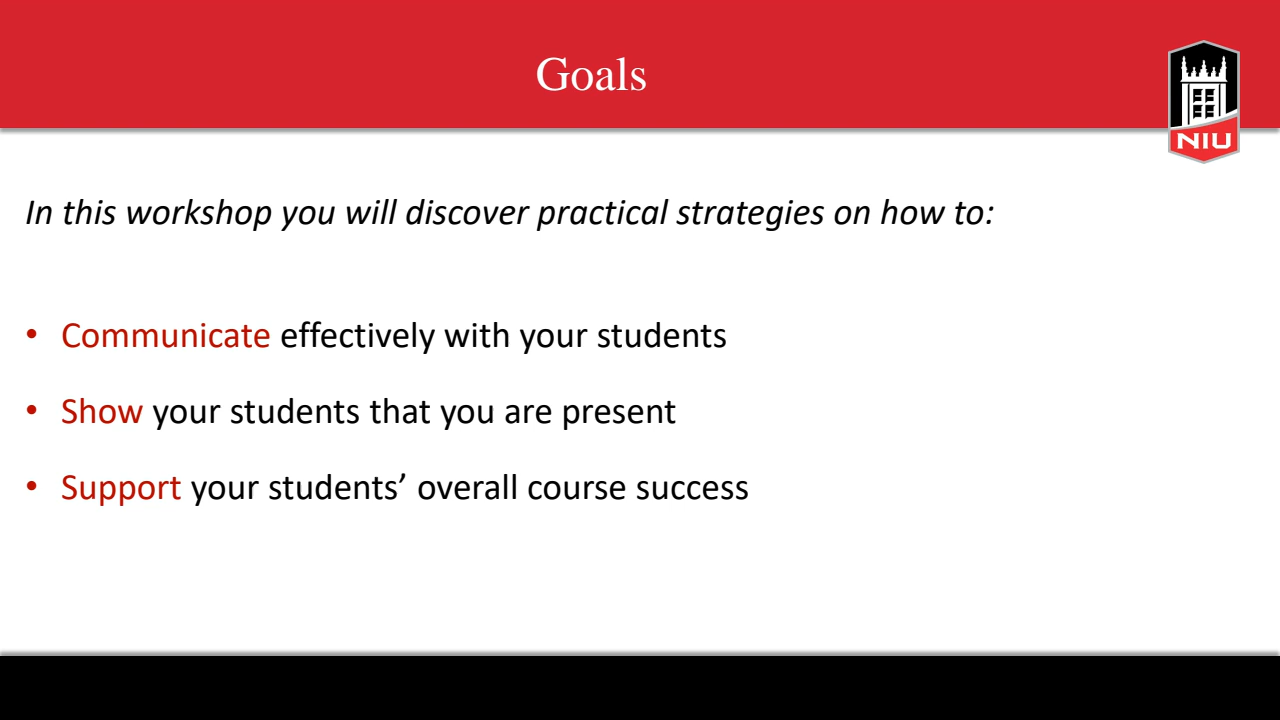 Goals
NIU
In this workshop you will discover practical strategies on how to:
• Communicate effectively with your students
• Show your students that you are present
• Support your students’ overall course success